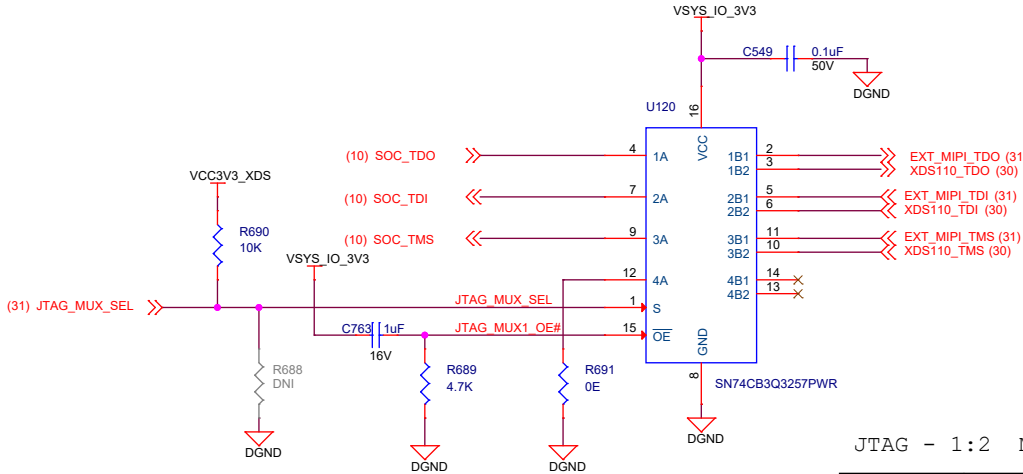 VSYS_IO_3V3
C549 0.1uF
50V
DGND
U120
16
VCC
(10) SOC_TDO 4 1A 1B1 2 EXT_MIPI_TDO (31
1B2 3 XDS110_TDO (30)
VCC3V3_XDS
(10) SOC_TDI 7 2A 2B1 5 EXT_MIPI_TDI (31)
2B2 6 XDS110_TDI (30)
R690
10K
(10) SOC_TMS 9 3A 3B1 11 EXT_MIPI_TMS (31)
3B2 10 XDS110_TMS (30)
VSYS_IO_3V3
12 4A 4B1 14
4B2 13
(31) JTAG_MUX_SEL JTAG_MUX_SEL 1 S
C763 1uF JTAG_MUX1_OE# 15 OE
16V
GND
R688
DNI
R689
4.7K
R691
0E
8
SN74CB3Q3257PWR
DGND
DGND
DGND
DGND
JTAG - 1:2